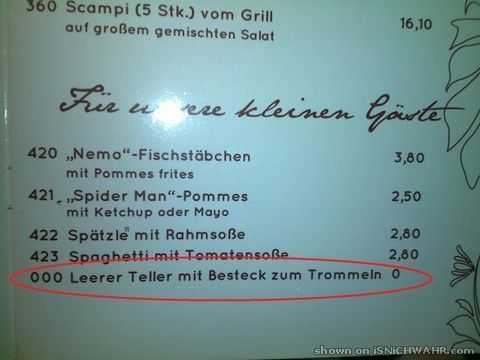 360 Scampi (5 Stk.) vom Grill 16,10
auf großem gemischten Salat
Für unsere kleinen Gäste
420 „Nemo“-Fischstäbchen 3,80
mit Pommes frites
421 „Spider Man“-Pommes 2,50
mit Ketchup oder Mayo
422 Spätzle mit Rahmsoße 2,80
423 Spaghetti mit Tomatensoße 2,80
000 Leerer Teller mit Besteck zum Trommeln 0
shown on iSNiCHWAHR.com